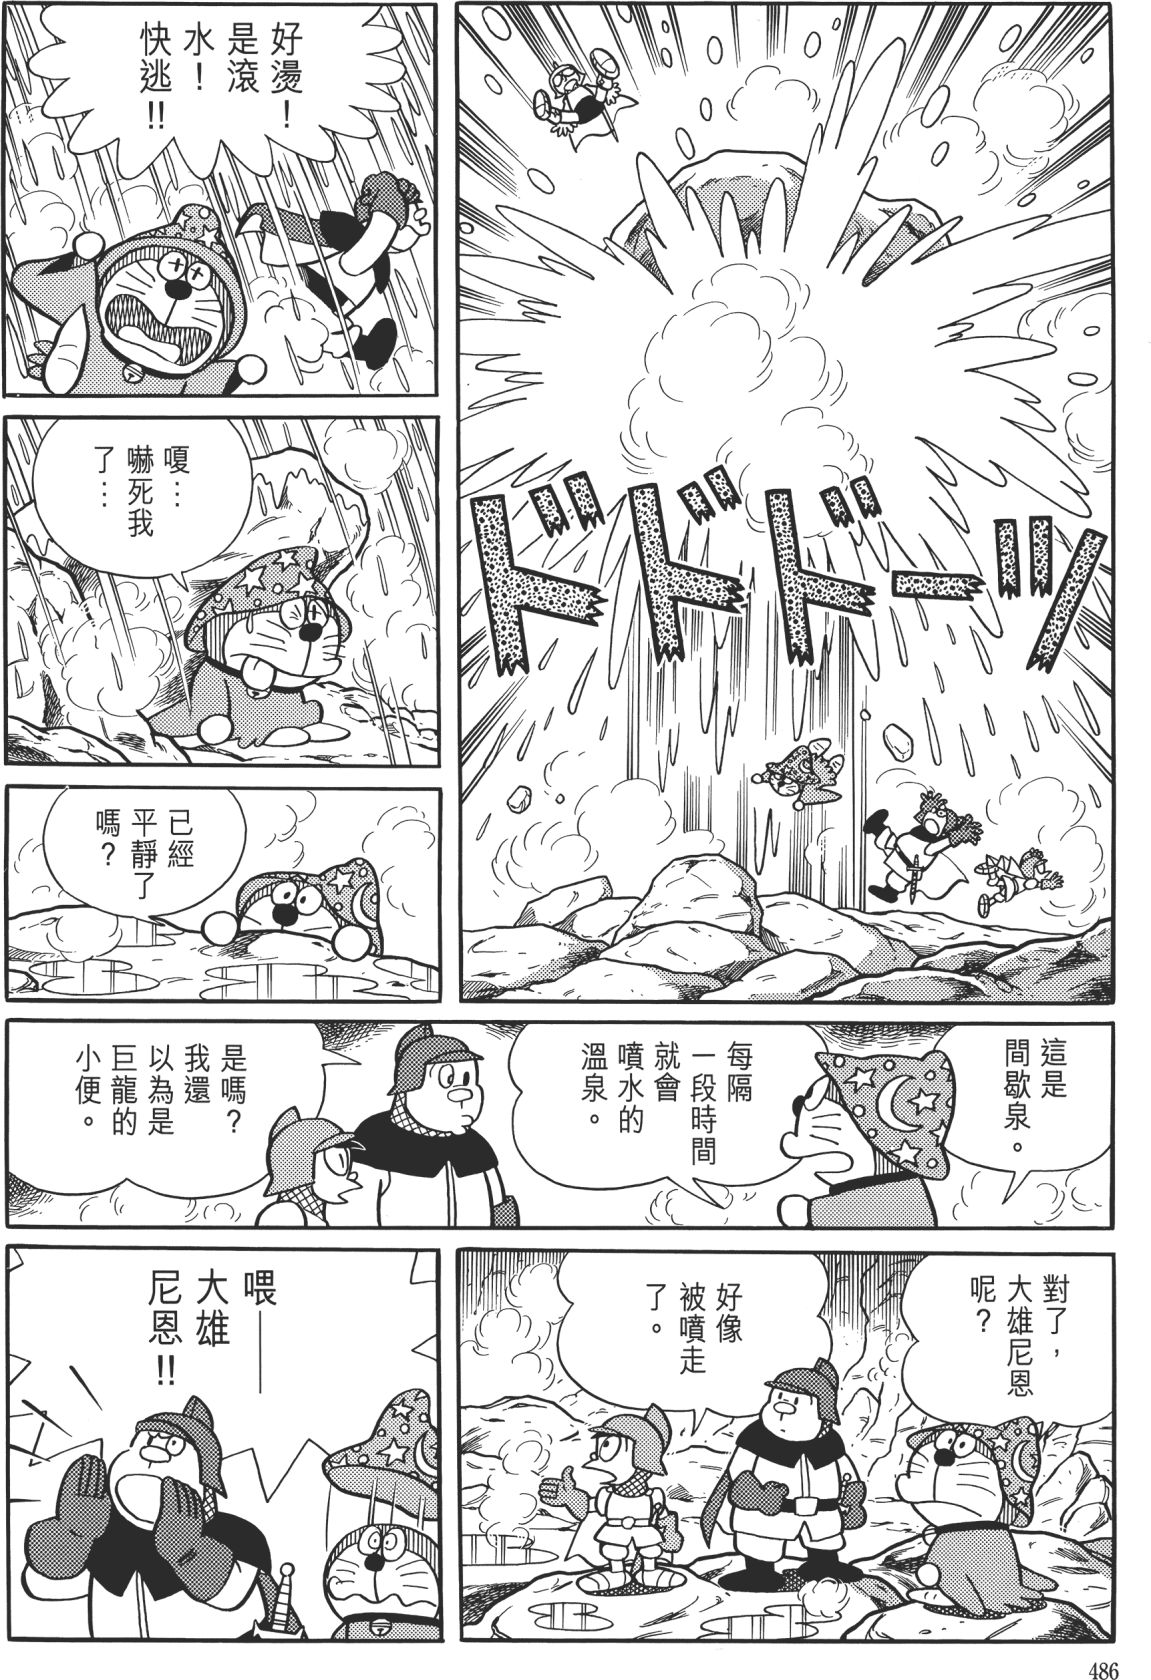 ドドドーッ
好燙！
是滾
水！
快逃!!
嗄…
嚇死我
了…
已經
平靜了
嗎？
這是
間歇泉。
每隔
一段時間
就會
噴水的
溫泉。
是嗎？
我還
以為是
巨龍的
小便。
對了，
大雄尼恩
呢？
好像
被噴走
了。
喂——
大雄
尼恩!!
486